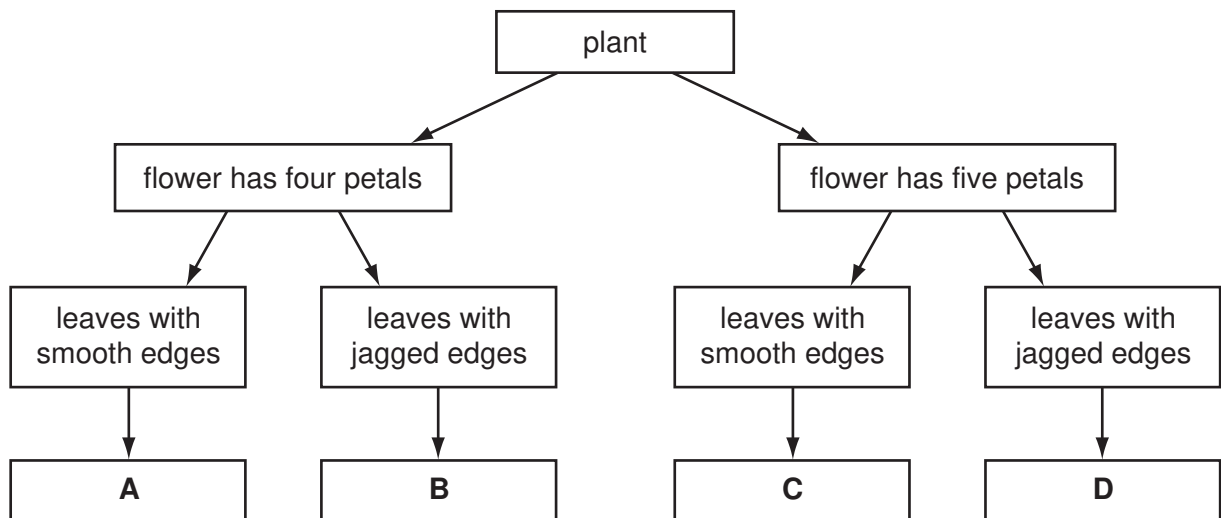 plant
flower has four petals
flower has five petals
leaves with
smooth edges
leaves with
jagged edges
leaves with
smooth edges
leaves with
jagged edges
A
B
C
D